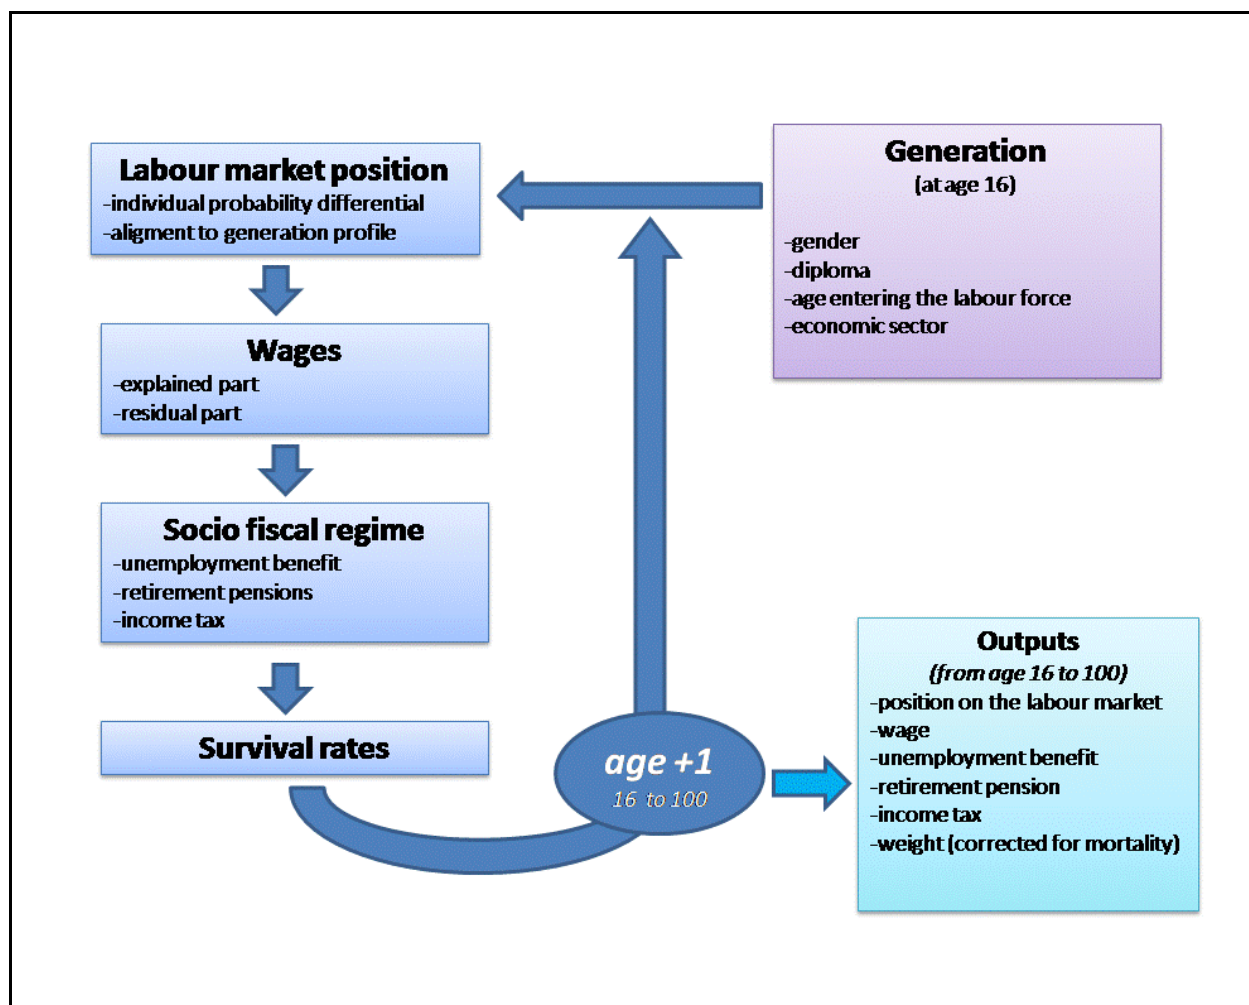 Labour market position
-individual probability differential
-aligment to generation profile
Wages
-explained part
-residual part
Socio fiscal regime
-unemployment benefit
-retirement pensions
-income tax
Survival rates
age +1
16 to 100
Generation
(at age 16)
-gender
-diploma
-age entering the labour force
-economic sector
Outputs
(from age 16 to 100)
-position on the labour market
-wage
-unemployment benefit
-retirement pension
-income tax
-weight (corrected for mortality)